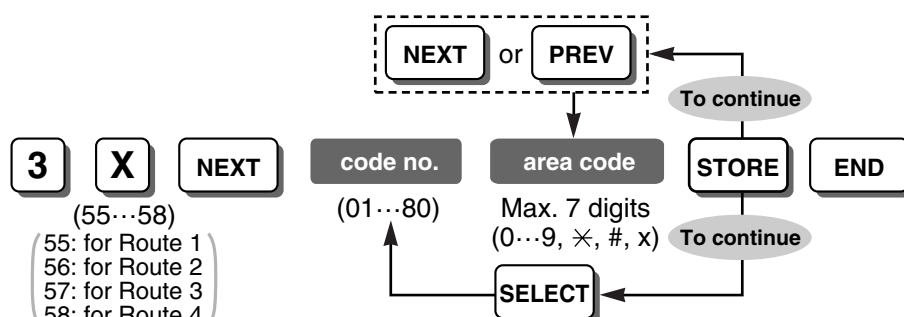 NEXT or PREV
To continue
3 X NEXT code no. area code STORE END
(55···58) (01···80) Max. 7 digits
(0···9, ✳, #, x) To continue
55: for Route 1
56: for Route 2
57: for Route 3
58: for Route 4
SELECT